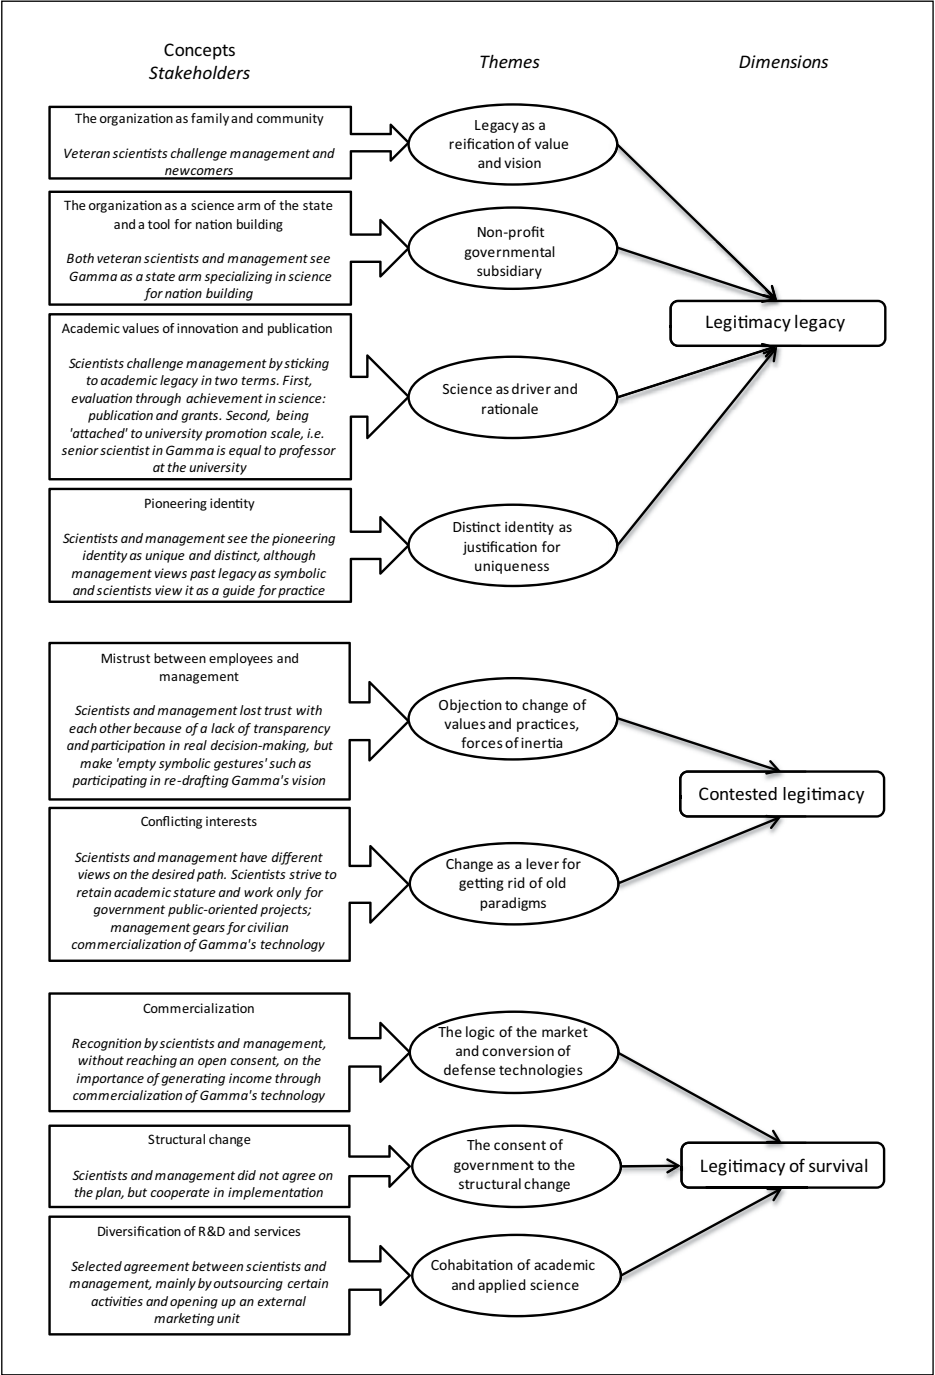 Concepts
Stakeholders
Themes
Dimensions
The organization as family and community
Veteran scientists challenge management and
newcomers
Legacy as a
reification of value
and vision
The organization as a science arm of the state
and a tool for nation building
Both veteran scientists and management see
Gamma as a state arm specializing in science
for nation building
Non-profit
governmental
subsidiary
Legitimacy legacy
Academic values of innovation and publication
Scientists challenge management by sticking
to academic legacy in two terms. First,
evaluation through achievement in science:
publication and grants. Second, being
'attached' to university promotion scale, i.e.
senior scientist in Gamma is equal to professor
at the university
Science as driver and
rationale
Pioneering identity
Scientists and management see the pioneering
identity as unique and distinct, although
management views past legacy as symbolic
and scientists view it as a guide for practice
Distinct identity as
justification for
uniqueness
Mistrust between employees and
management
Scientists and management lost trust with
each other because of a lack of transparency
and participation in real decision-making, but
make 'empty symbolic gestures' such as
participating in re-drafting Gamma's vision
Objection to change of
values and practices,
forces of inertia
Contested legitimacy
Conflicting interests
Scientists and management have different
views on the desired path. Scientists strive to
retain academic stature and work only for
government public-oriented projects;
management gears for civilian
commercialization of Gamma's technology
Change as a lever for
getting rid of old
paradigms
Commercialization
Recognition by scientists and management,
without reaching an open consent, on the
importance of generating income through
commercialization of Gamma's technology
The logic of the market
and conversion of
defense technologies
Structural change
Scientists and management did not agree on
the plan, but cooperate in implementation
The consent of
government to the
structural change
Legitimacy of survival
Diversification of R&D and services
Selected agreement between scientists and
management, mainly by outsourcing certain
activities and opening up an external
marketing unit
Cohabitation of academic
and applied science